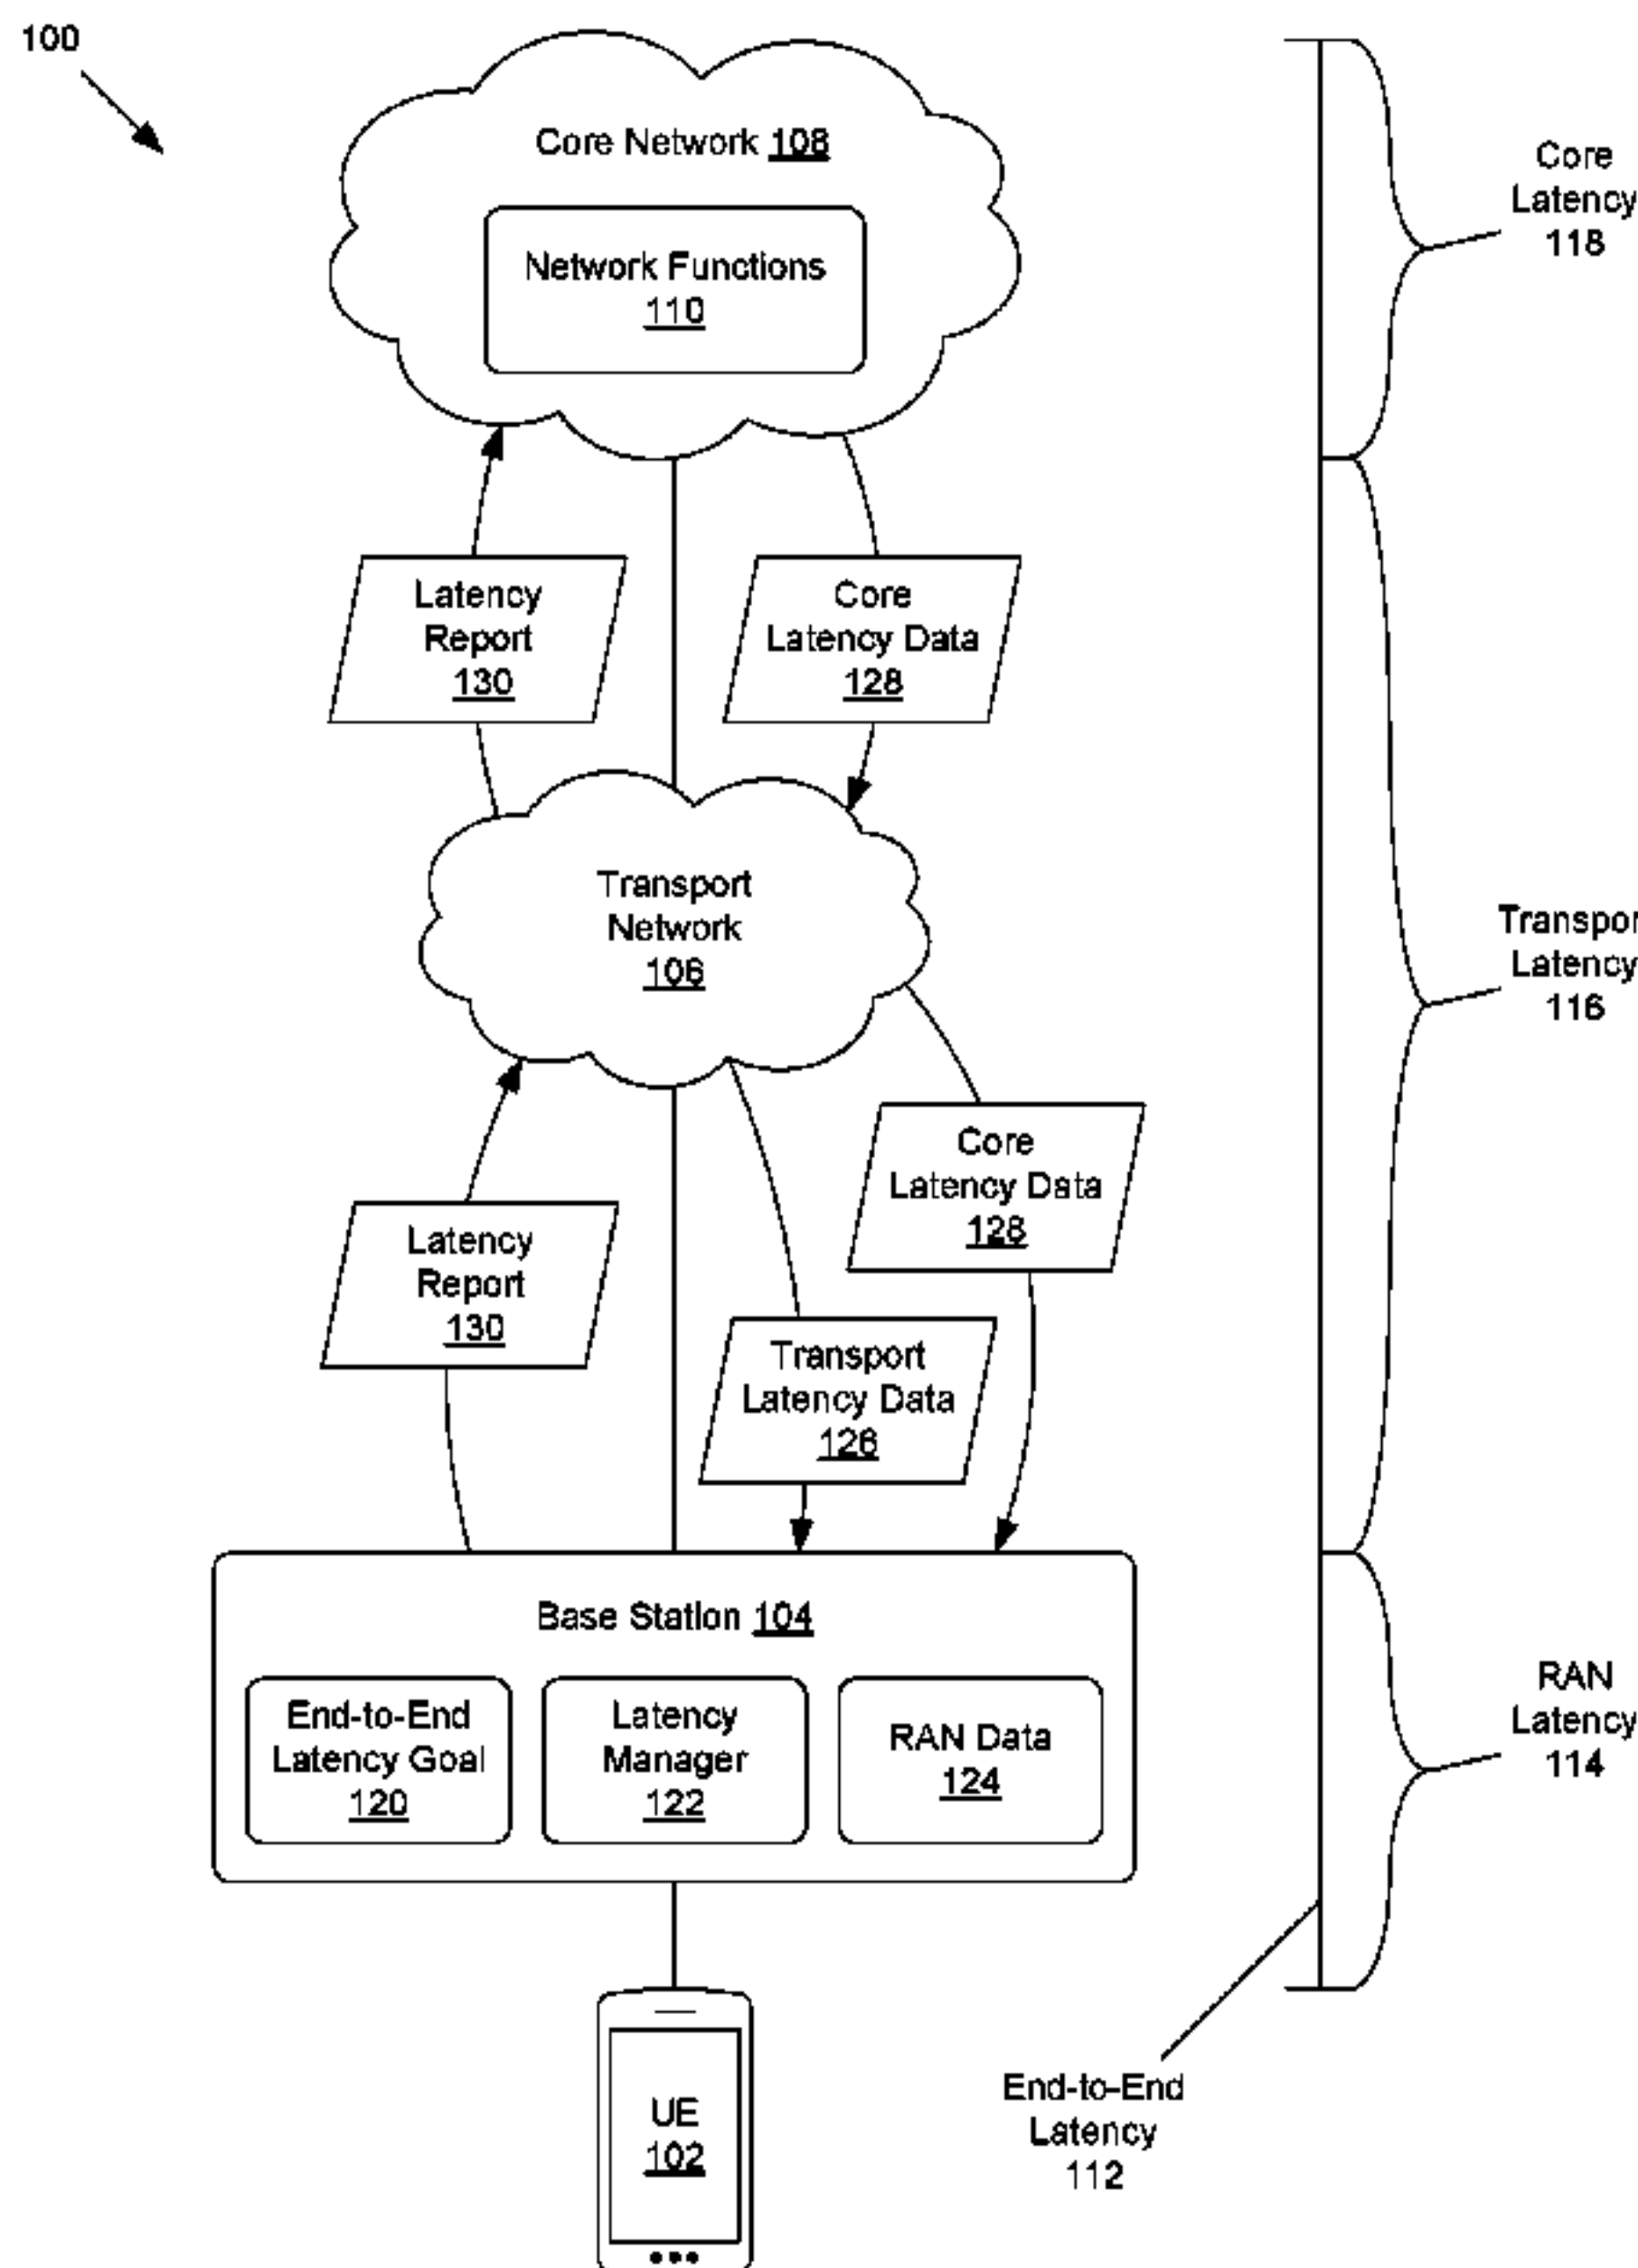 100
Core Network 108
Network Functions
110
Core
Latency
118
Latency
Report
130
Core
Latency Data
128
Transport
Network
106
Transpor
Latency
116
Core
Latency Data
128
Latency
Report
130
Transport
Latency Data
126
Base Station 104
End-to-End
Latency Goal
120
Latency
Manager
122
RAN Data
124
RAN
Latency
114
End-to-End
Latency
112
UE
102